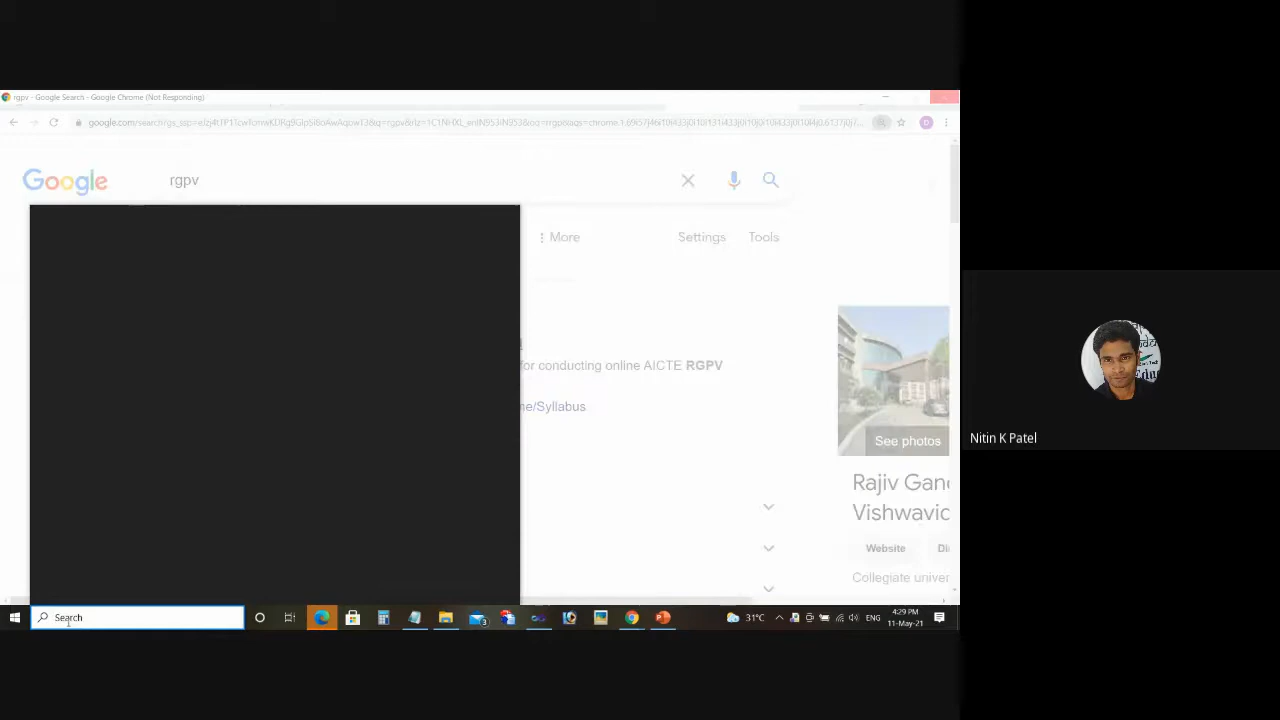 rgpv - Google Search - Google Chrome (Not Responding)
Google
rgpv
More
Settings
Tools
for conducting online AICTE RGPV
me/Syllabus
See photos
Rajiv Gan
Vishwavid
Website
Di
Collegiate univer
Search
3
31°C
ENG
4:29 PM
11-May-21
Nitin K Patel